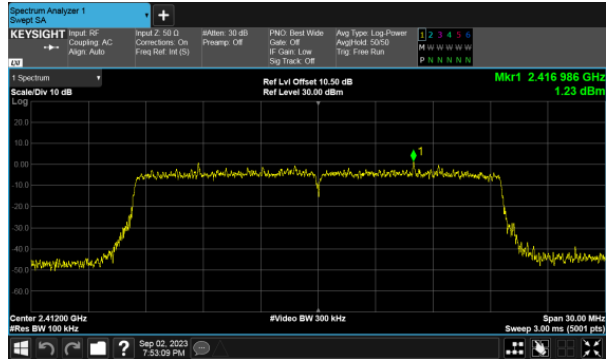 Spectrum Analyzer 1
Swept SA
+
KEYSIGHT
Input: RF
Coupling: AC
Align: Auto
Input Z: 50 Ω
Corrections: On
Freq Ref: Int (S)
#Atten: 30 dB
Preamp: Off
PNO: Best Wide
Gate: Off
IF Gain: Low
Sig Track: Off
Avg Type: Log-Power
Avg|Hold: 50/50
Trig: Free Run
1 2 3 4 5 6
M W W W W W
P N N N N N
LXI
1 Spectrum
Scale/Div 10 dB
Ref Lvl Offset 10.50 dB
Ref Level 30.00 dBm
Mkr1 2.416 986 GHz
1.23 dBm
Log
20.0
10.0
0.00
-10.0
-20.0
-30.0
-40.0
-50.0
-60.0
1
Center 2.41200 GHz
#Res BW 100 kHz
#Video BW 300 kHz
Span 30.00 MHz
Sweep 3.00 ms (5001 pts)
?
Sep 02, 2023
7:53:09 PM